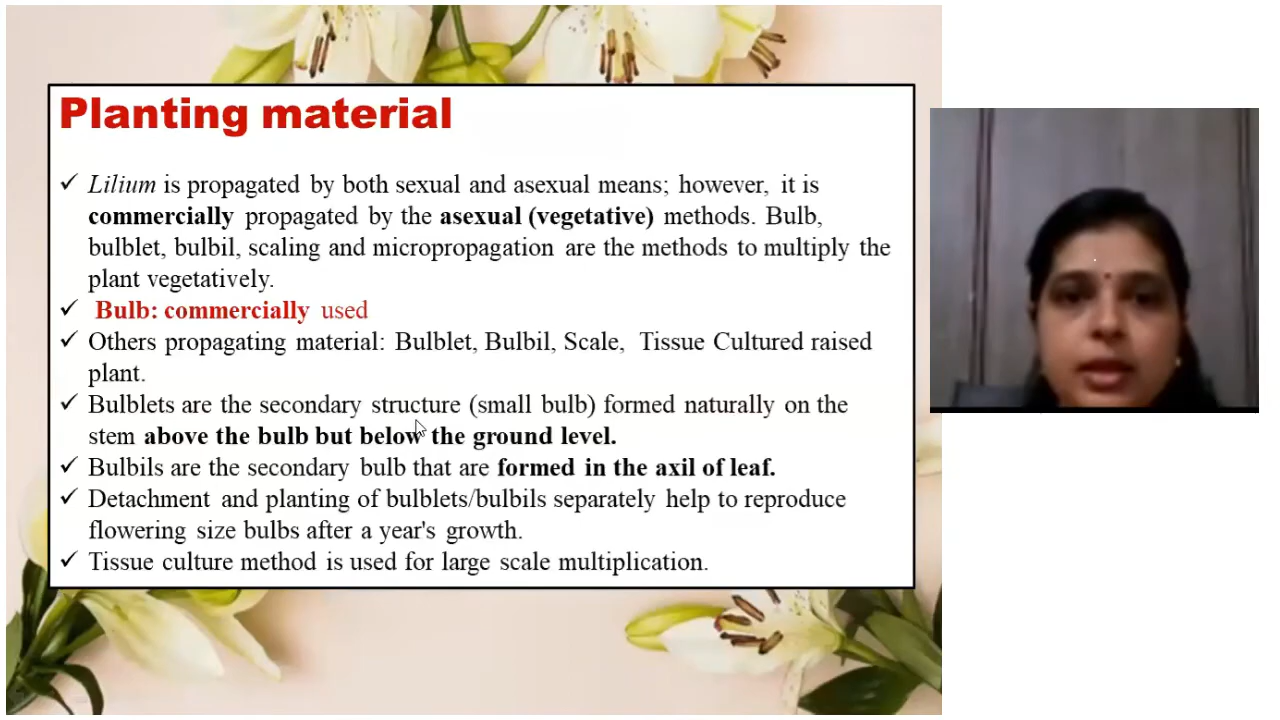 Planting material
✓ Lilium is propagated by both sexual and asexual means; however, it is
commercially propagated by the asexual (vegetative) methods. Bulb,
bulblet, bulbil, scaling and micropropagation are the methods to multiply the
plant vegetatively.
✓ Bulb: commercially used
✓ Others propagating material: Bulblet, Bulbil, Scale, Tissue Cultured raised
plant.
✓ Bulblets are the secondary structure (small bulb) formed naturally on the
stem above the bulb but below the ground level.
✓ Bulbils are the secondary bulb that are formed in the axil of leaf.
✓ Detachment and planting of bulblets/bulbils separately help to reproduce
flowering size bulbs after a year's growth.
✓ Tissue culture method is used for large scale multiplication.